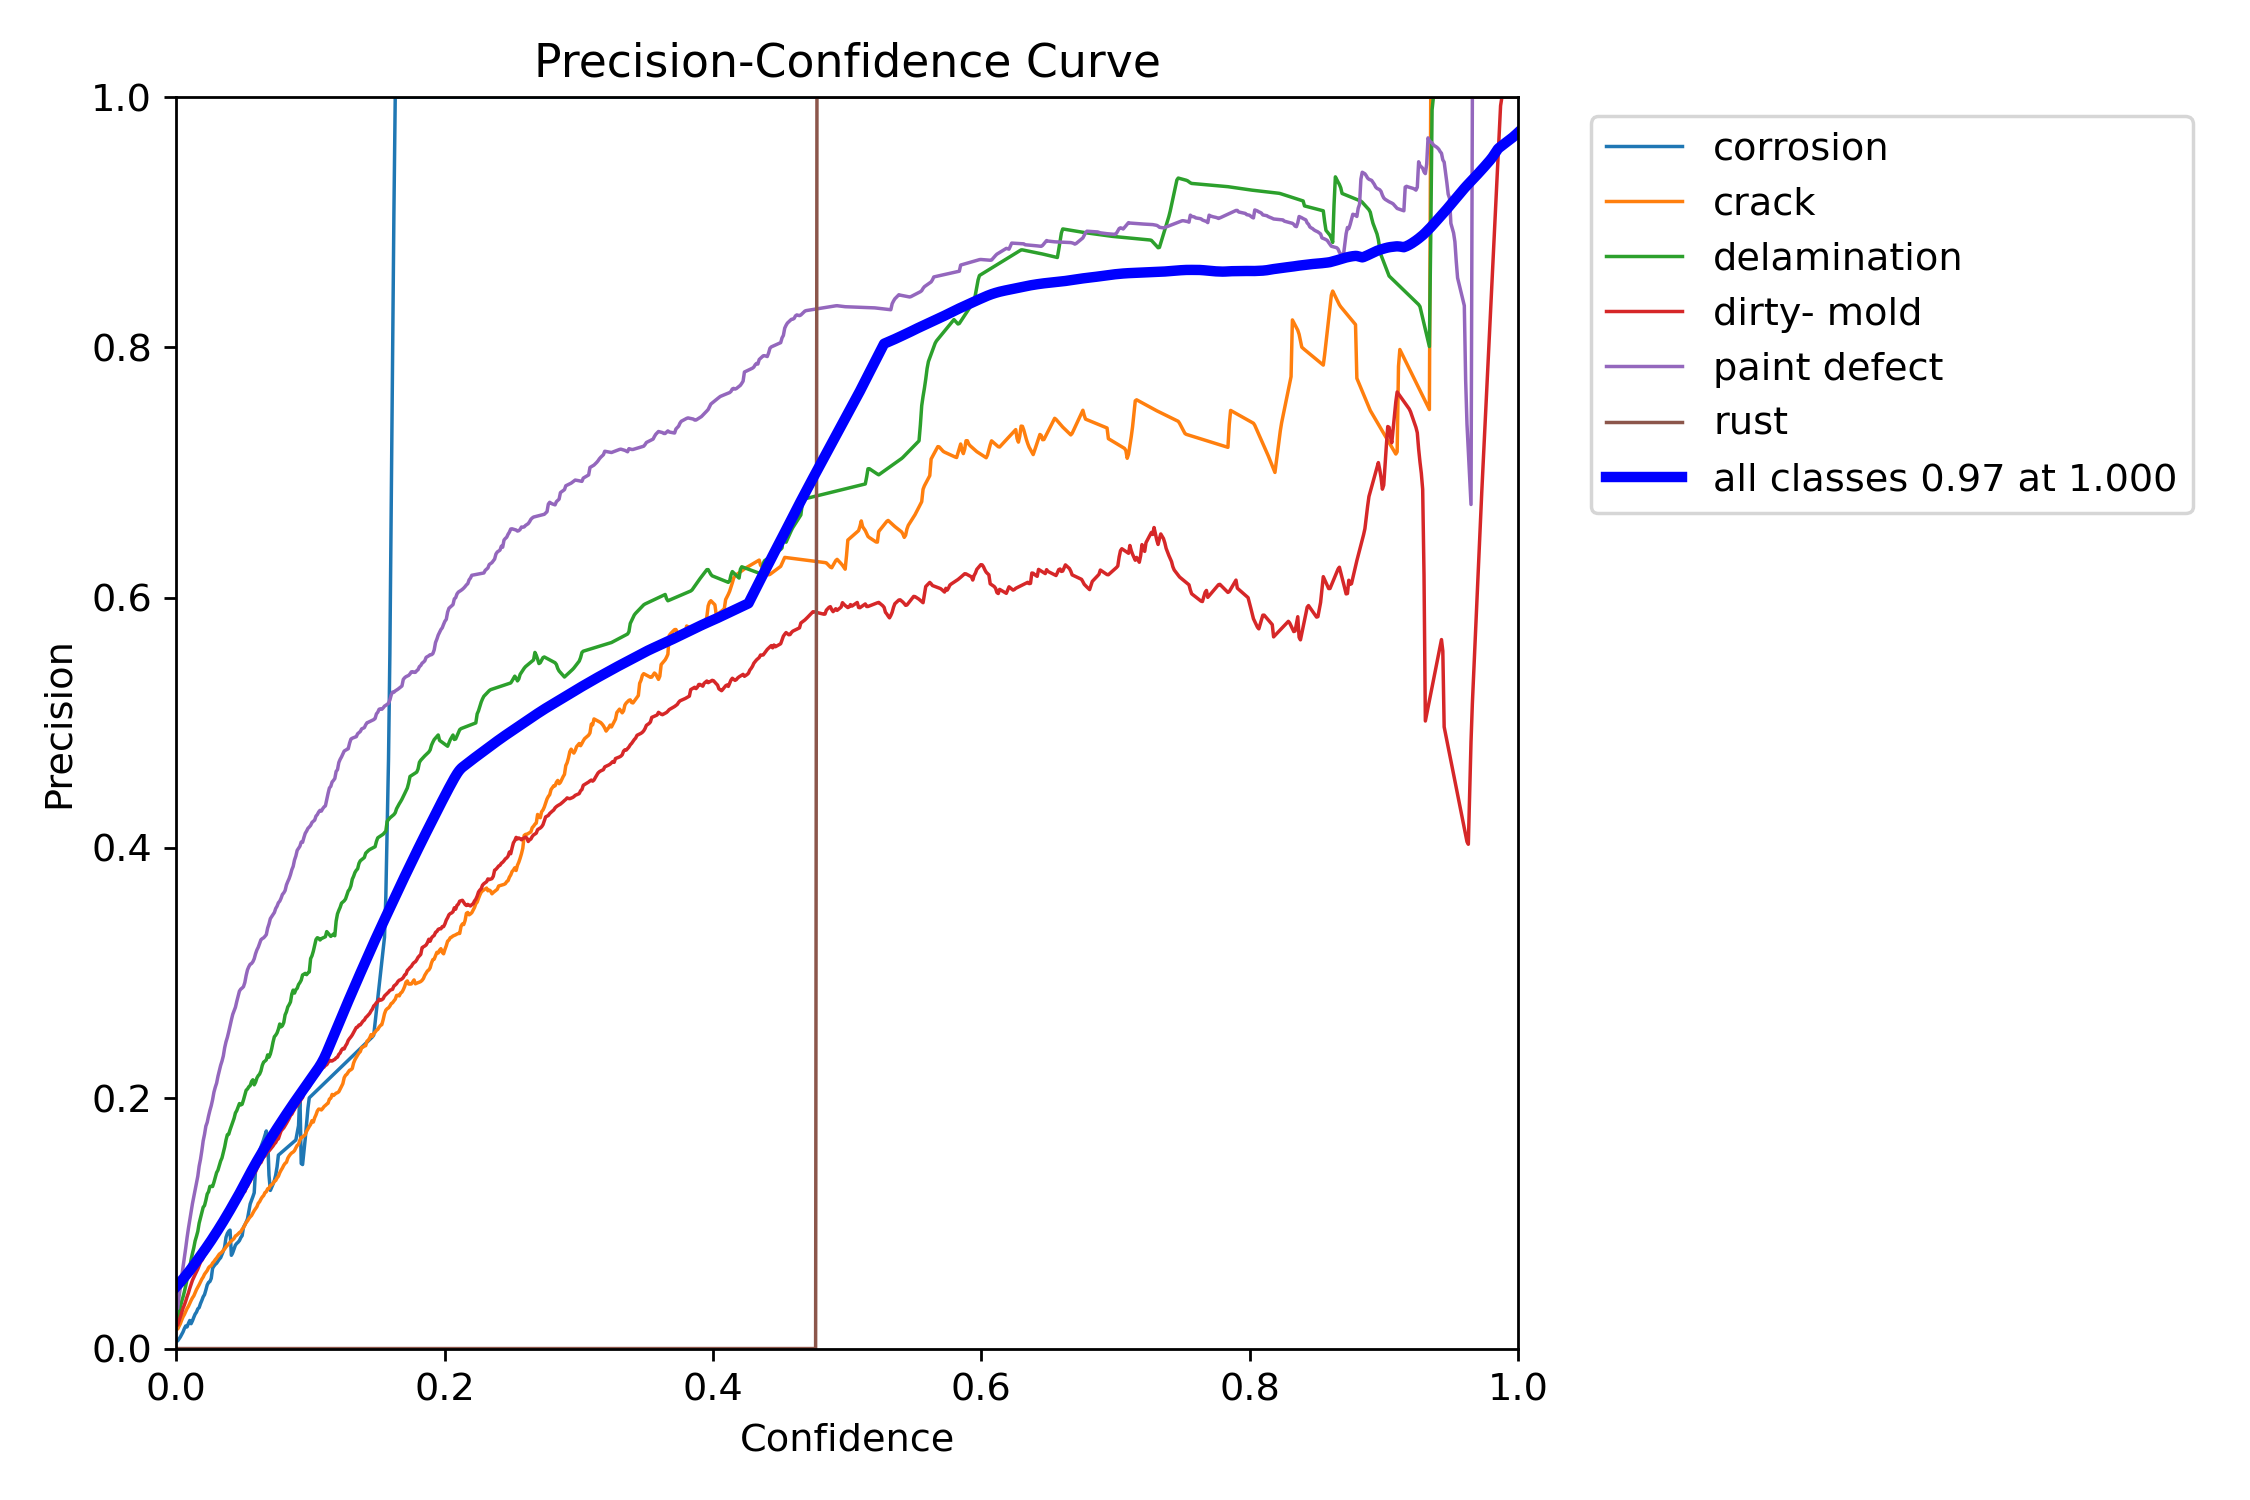 Precision-Confidence Curve
1.0
0.8
0.6
0.4
0.2
0.0
Precision
0.0 0.2 0.4 0.6 0.8 1.0
Confidence
corrosion
crack
delamination
dirty- mold
paint defect
rust
all classes 0.97 at 1.000